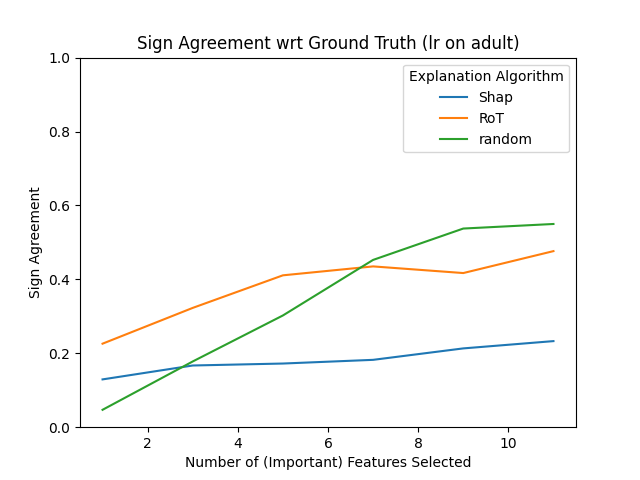 Sign Agreement wrt Ground Truth (lr on adult)
1.0
0.8
0.6
0.4
0.2
0.0
Sign Agreement
Explanation Algorithm
Shap
RoT
random
2 4 6 8 10
Number of (Important) Features Selected